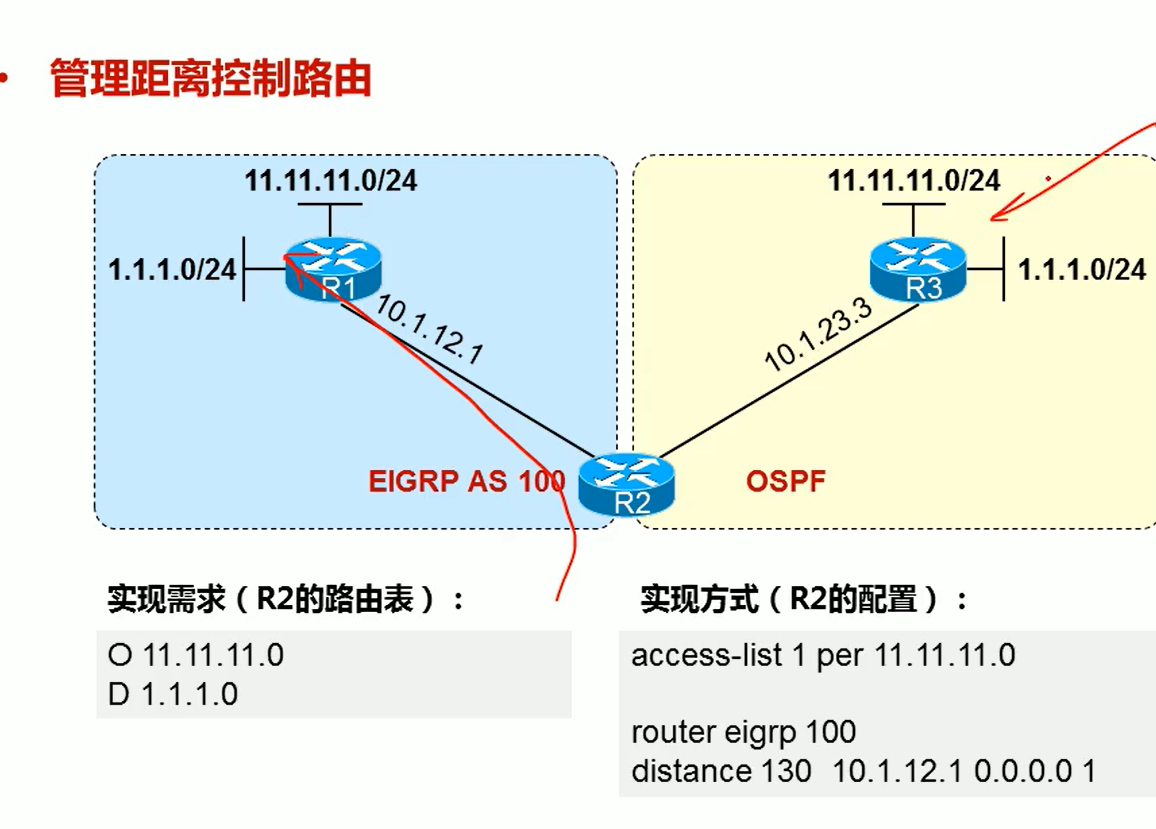 • 管理距离控制路由
11.11.11.0/24
11.11.11.0/24
1.1.1.0/24
R1
R3
1.1.1.0/24
10.1.12.1
10.1.23.3
EIGRP AS 100
R2
OSPF
实现需求（R2的路由表）：
O 11.11.11.0
D 1.1.1.0
实现方式（R2的配置）：
access-list 1 per 11.11.11.0
router eigrp 100
distance 130 10.1.12.1 0.0.0.0 1